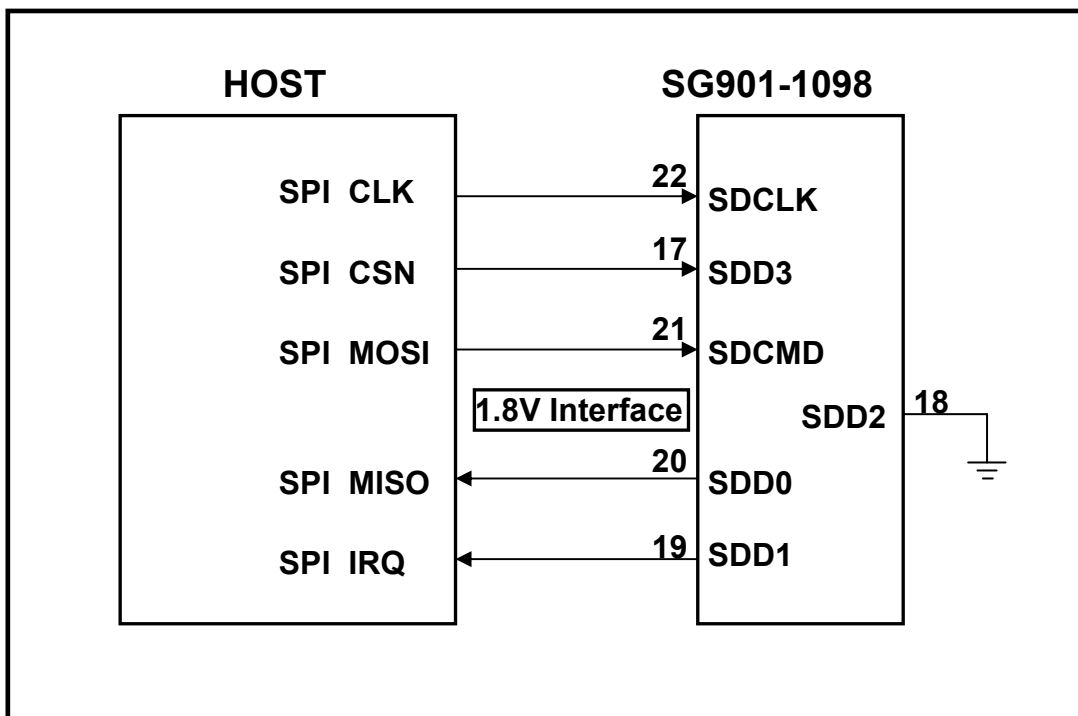 HOST
SG901-1098
SPI CLK
22
SDCLK
SPI CSN
17
SDD3
SPI MOSI
21
SDCMD
1.8V Interface
SDD2
18
SPI MISO
20
SDD0
SPI IRQ
19
SDD1